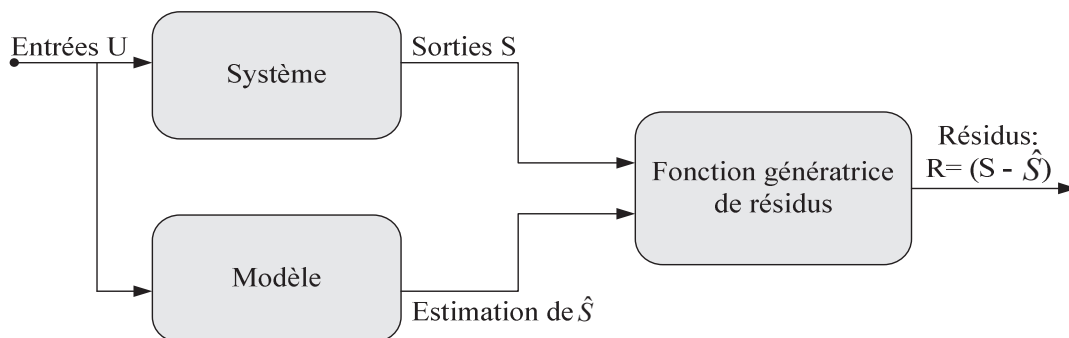 Entrées U
Système
Sorties S
Fonction génératrice
de résidus
Résidus:
R= (S - Ŝ)
Modèle
Estimation de Ŝ